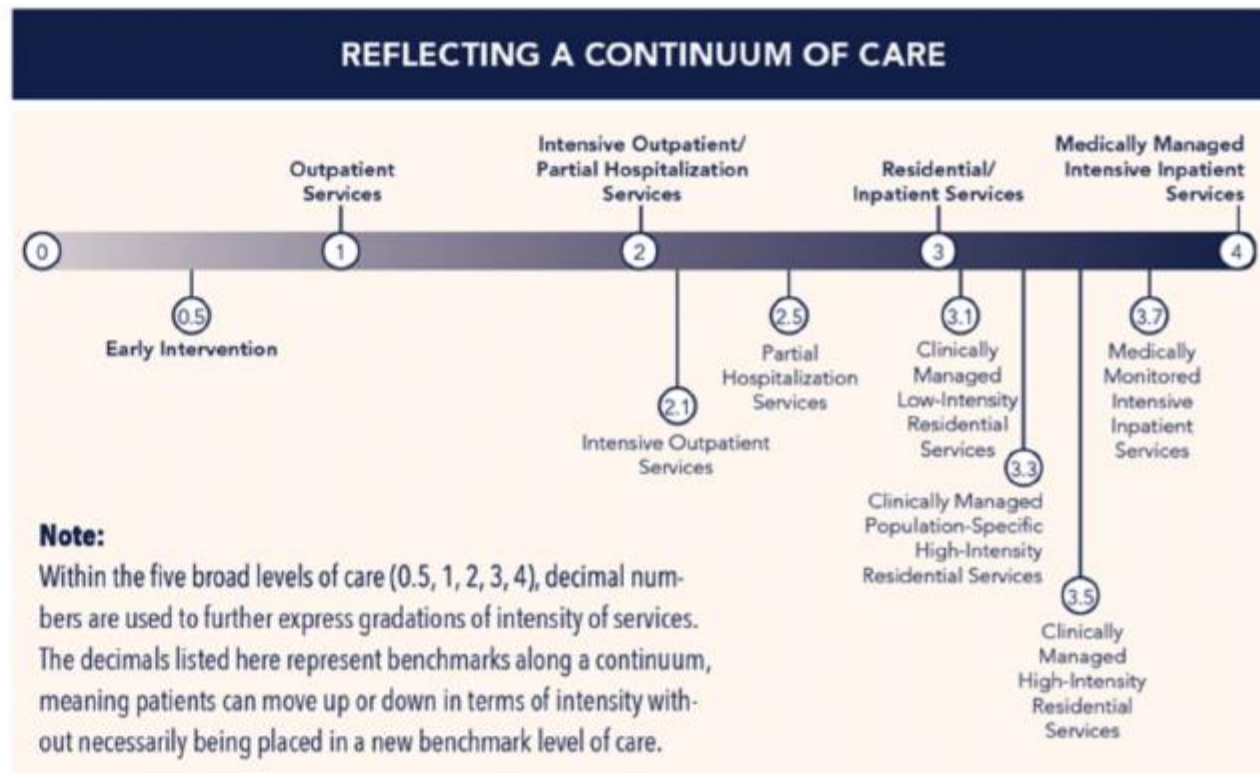 REFLECTING A CONTINUUM OF CARE
Outpatient
Services
Intensive Outpatient/
Partial Hospitalization
Services
Residential/
Inpatient Services
Medically Managed
Intensive Inpatient
Services
0
1
2
3
4
0.5
Early Intervention
2.1
Intensive Outpatient
Services
2.5
Partial
Hospitalization
Services
3.1
Clinically
Managed
Low-Intensity
Residential
Services
3.3
Clinically Managed
Population-Specific
High-Intensity
Residential Services
3.5
Clinically
Managed
High-Intensity
Residential
Services
3.7
Medically
Monitored
Intensive
Inpatient
Services
Note:
Within the five broad levels of care (0.5, 1, 2, 3, 4), decimal num-
bers are used to further express gradations of intensity of services.
The decimals listed here represent benchmarks along a continuum,
meaning patients can move up or down in terms of intensity with-
out necessarily being placed in a new benchmark level of care.